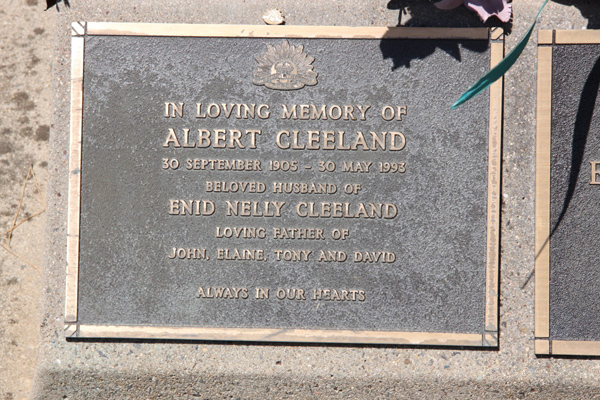 IN LOVING MEMORY OF
ALBERT CLEELAND
30 SEPTEMBER 1905 - 30 MAY 1993
BELOVED HUSBAND OF
ENID NELLY CLEELAND
LOVING FATHER OF
JOHN, ELAINE, TONY AND DAVID
ALWAYS IN OUR HEARTS